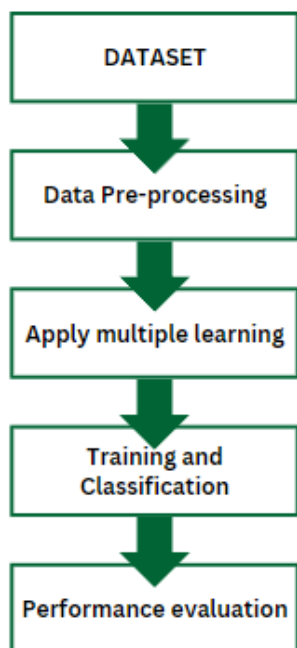 DATASET
Data Pre-processing
Apply multiple learning
Training and
Classification
Performance evaluation